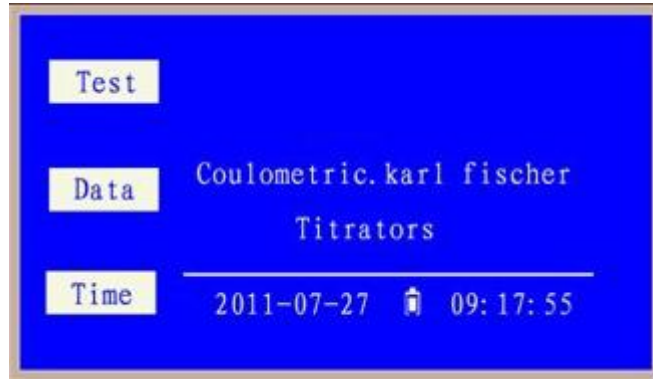 Test
Data
Coulometric.karl fischer
Titrators
Time
2011-07-27 09:17:55